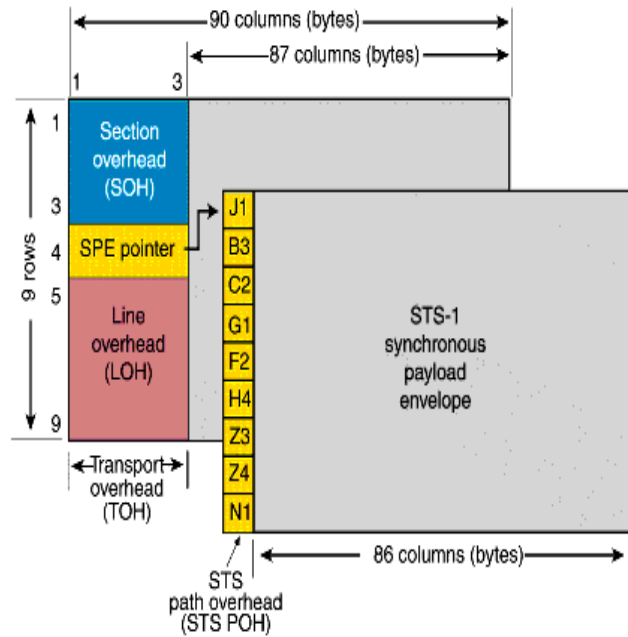 90 columns (bytes)
87 columns (bytes)
1 3
1
Section
overhead
(SOH)
3
4
SPE pointer
5
Line
overhead
(LOH)
9
9 rows
Transport
overhead
(TOH)
J1
B3
C2
G1
F2
H4
Z3
Z4
N1
STS-1
synchronous
payload
envelope
86 columns (bytes)
STS
path overhead
(STS POH)